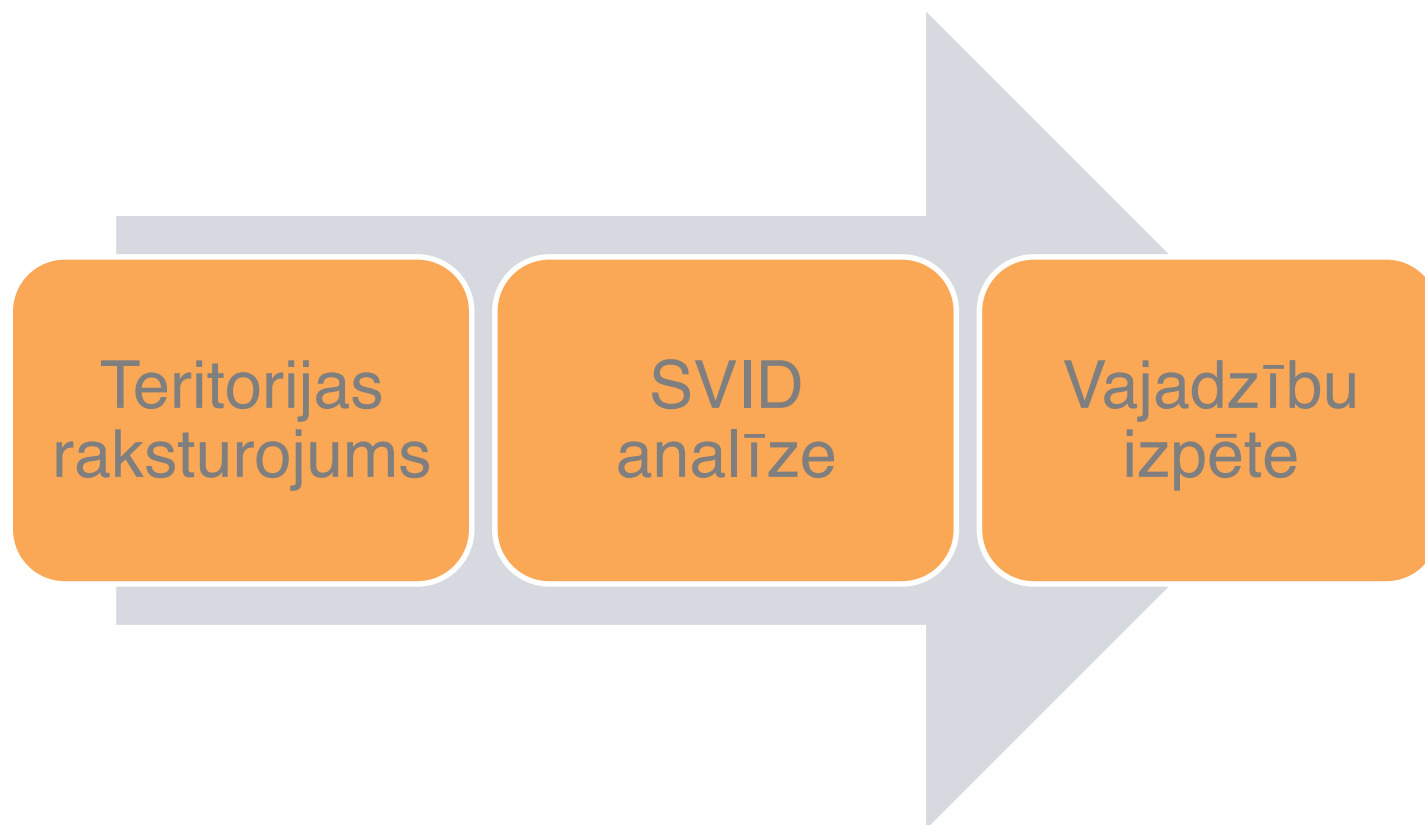 Teritorijas
raksturojums
SVID
analīze
Vajadzību
izpēte